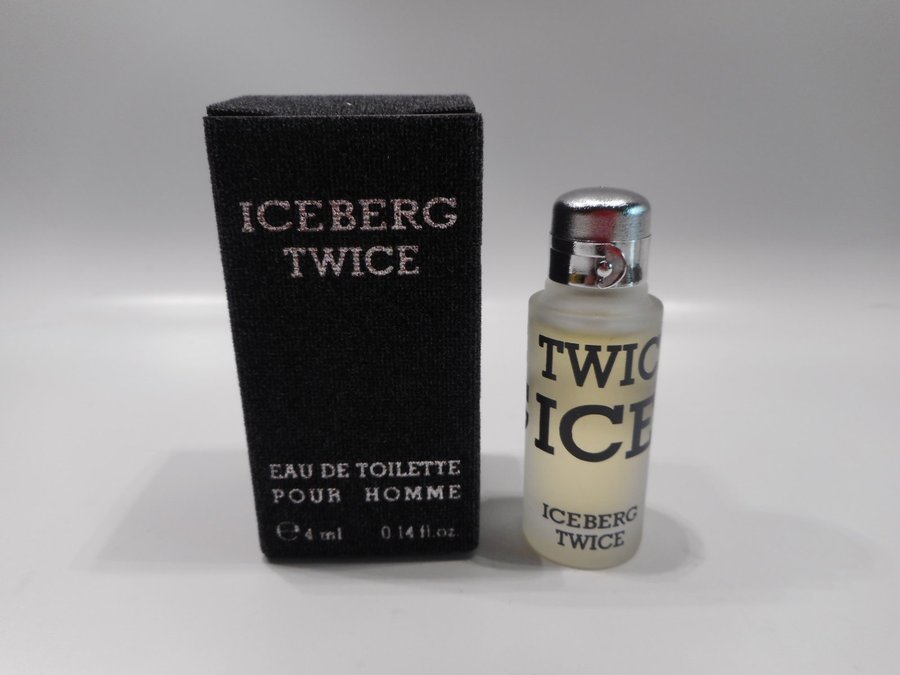 ICEBERG
TWICE
EAU DE TOILETTE
POUR HOMME
℮ 4 ml 0.14 fl.oz.
TWIC
ICE
ICEBERG
TWICE